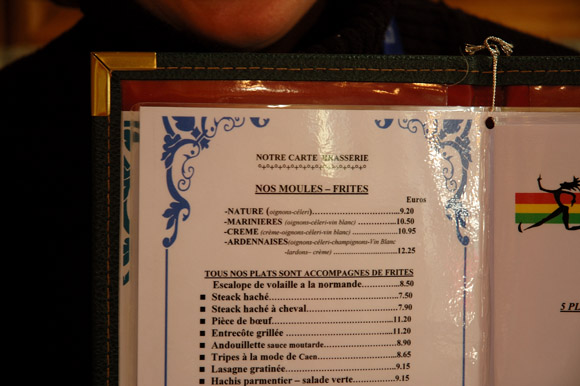 NOTRE CARTE BRASSERIE
NOS MOULES – FRITES
Euros
-NATURE (oignons-céleri)...............................9.20
-MARINIERES (oignons-céleri-vin blanc) ..............10.50
-CREME (crème-oignons-céleri-vin blanc) ..............10.95
-ARDENNAISES(oignons-céleri-champignons-Vin Blanc
-lardons– crème) ......................12.25
TOUS NOS PLATS SONT ACCOMPAGNES DE FRITES
Escalope de volaille a la normande.............8.50
■ Steack haché..............................................7.50
■ Steack haché à cheval................................7.90
■ Pièce de bœuf...........................................11.20
■ Entrecôte grillée ......................................11.20
■ Andouillette sauce moutarde.........................8.90
■ Tripes à la mode de Caen...........................8.65
■ Lasagne gratinée.......................................9.15
■ Hachis parmentier – salade verte..............9.15
5 PL